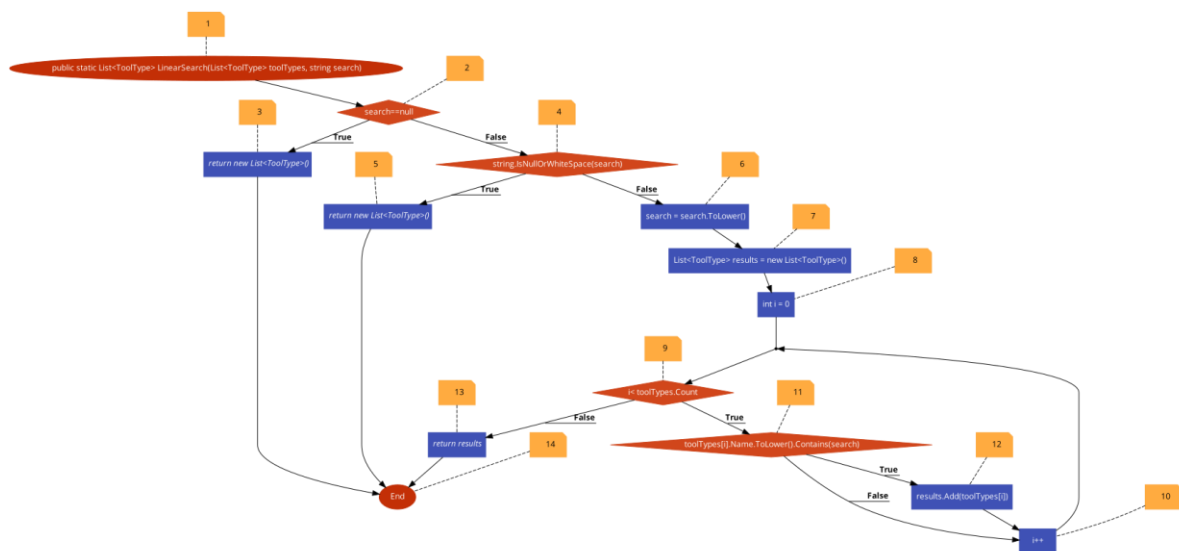 1
public static List<ToolType> LinearSearch(List<ToolType> toolTypes, string search)
2
search==null
3
True
False
4
return new List<ToolType>()
string.IsNullOrWhiteSpace(search)
5
True
False
6
return new List<ToolType>()
search = search.ToLower()
7
List<ToolType> results = new List<ToolType>()
8
int i = 0
9
i< toolTypes.Count
13
False
True
11
return results
toolTypes[i].Name.ToLower().Contains(search)
14
12
True
End
False
results.Add(toolTypes[i])
10
i++